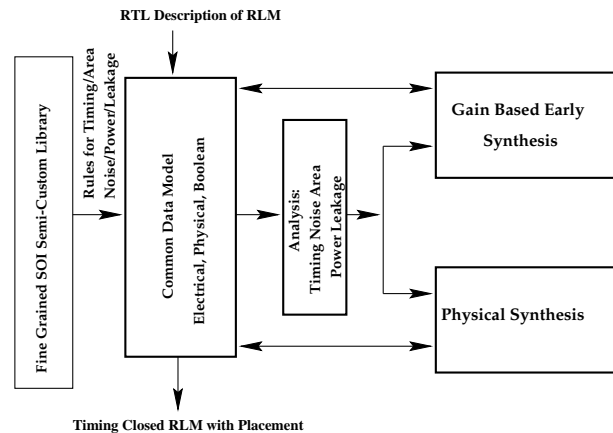 RTL Description of RLM
Fine Grained SOI Semi-Custom Library
Rules for Timing/Area
Noise/Power/Leakage
Common Data Model
Electrical, Physical, Boolean
Analysis:
Timing Noise Area
Power Leakage
Gain Based Early
Synthesis
Physical Synthesis
Timing Closed RLM with Placement